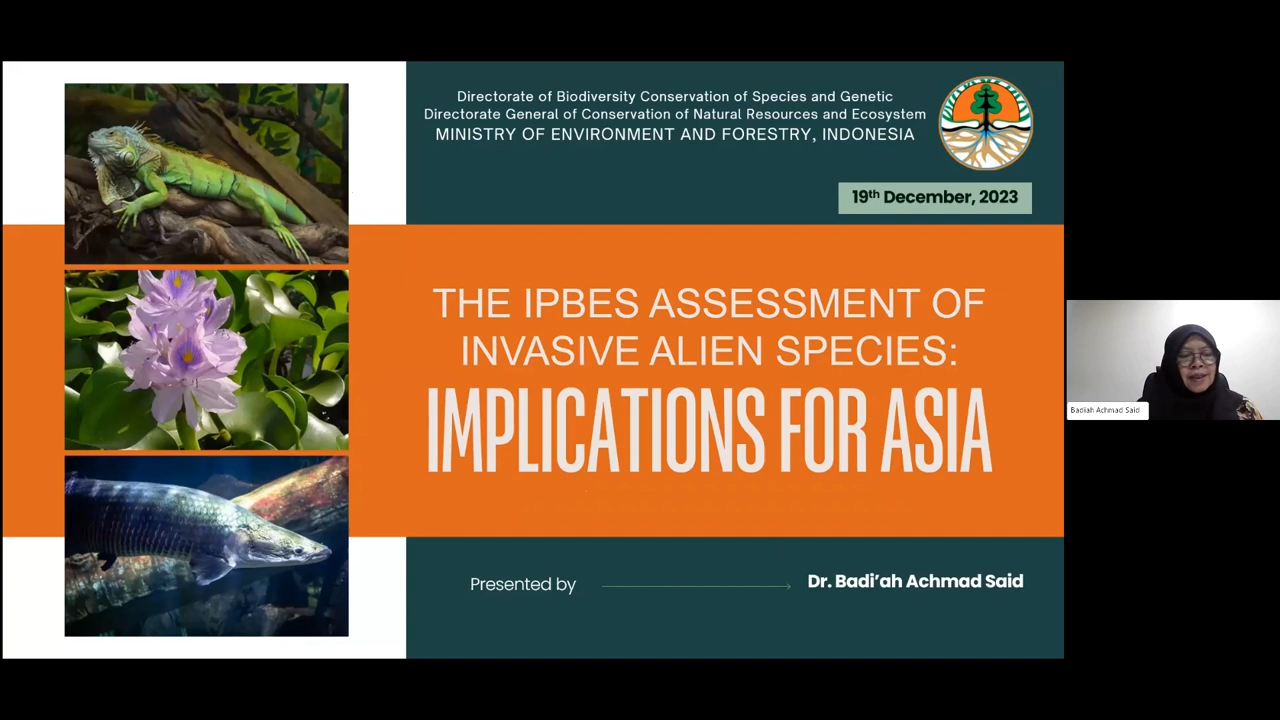 Directorate of Biodiversity Conservation of Species and Genetic
Directorate General of Conservation of Natural Resources and Ecosystem
MINISTRY OF ENVIRONMENT AND FORESTRY, INDONESIA
19th December, 2023
THE IPBES ASSESSMENT OF
INVASIVE ALIEN SPECIES:
IMPLICATIONS FOR ASIA
Presented by
Dr. Badi’ah Achmad Said
Badiah Achmad Said